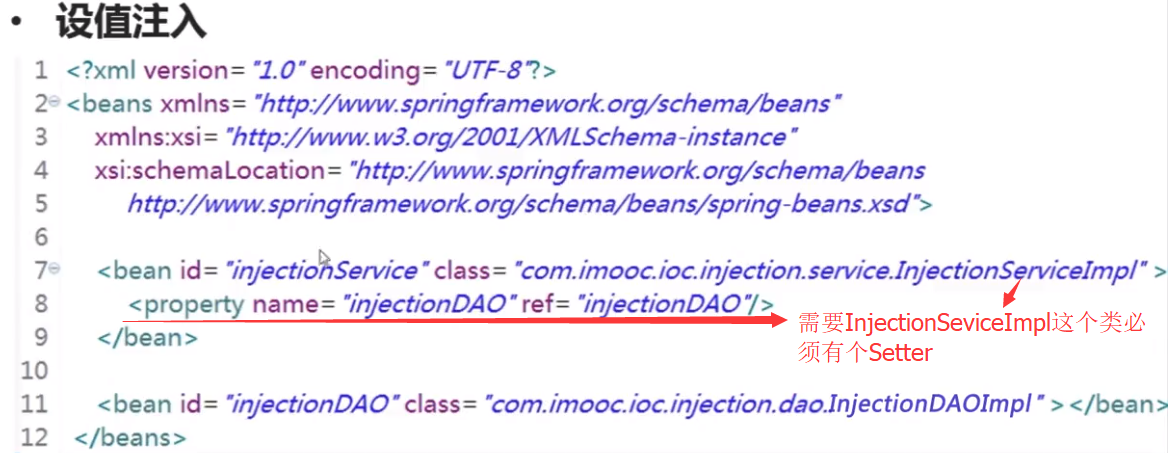 • 设值注入
1 <?xml version="1.0" encoding="UTF-8"?>
2 <beans xmlns="http://www.springframework.org/schema/beans"
3 xmlns:xsi="http://www.w3.org/2001/XMLSchema-instance"
4 xsi:schemaLocation="http://www.springframework.org/schema/beans
5 http://www.springframework.org/schema/beans/spring-beans.xsd">
6
7 <bean id="injectionService" class="com.imooc.ioc.injection.service.InjectionServiceImpl" >
8 <property name="injectionDAO" ref="injectionDAO"/>
需要InjectionSeviceImpl这个类必
须有个Setter
9 </bean>
10
11 <bean id="injectionDAO" class="com.imooc.ioc.injection.dao.InjectionDAOImpl" ></bean>
12 </beans>